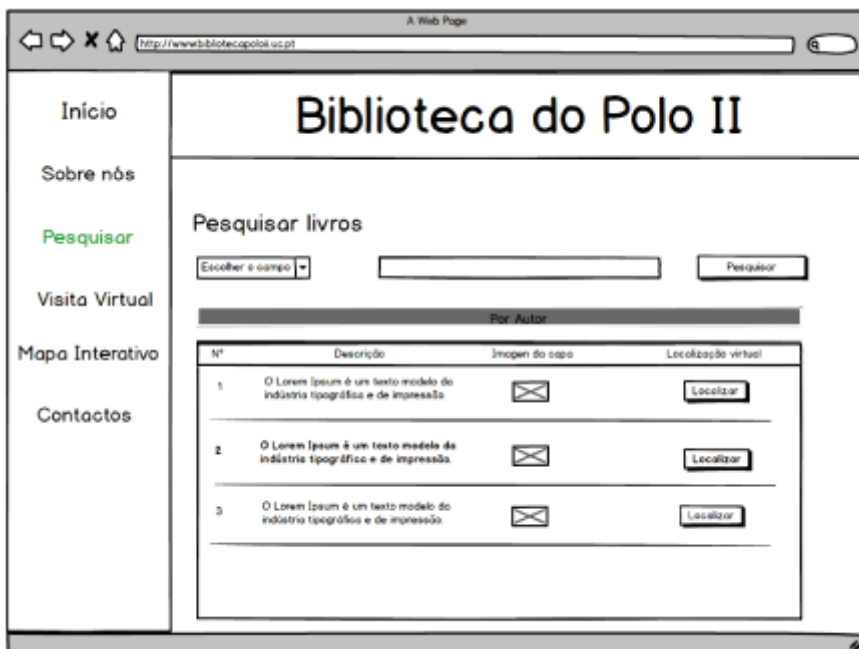 A Web Page
http://www.bibliotecapoloii.uc.pt
Biblioteca do Polo II
Início
Sobre nós
Pesquisar
Visita Virtual
Mapa Interativo
Contactos
Pesquisar livros
Escolher o campo
Pesquisar
Por Autor
Nº Descrição Imagen da capa Localização virtual
1 O Lorem Ipsum é um texto modelo da
indústria tipográfica e de impressão. Localizar
2 O Lorem Ipsum é um texto modelo da
indústria tipográfica e de impressão. Localizar
3 O Lorem Ipsum é um texto modelo da
indústria tipográfica e de impressão. Localizar